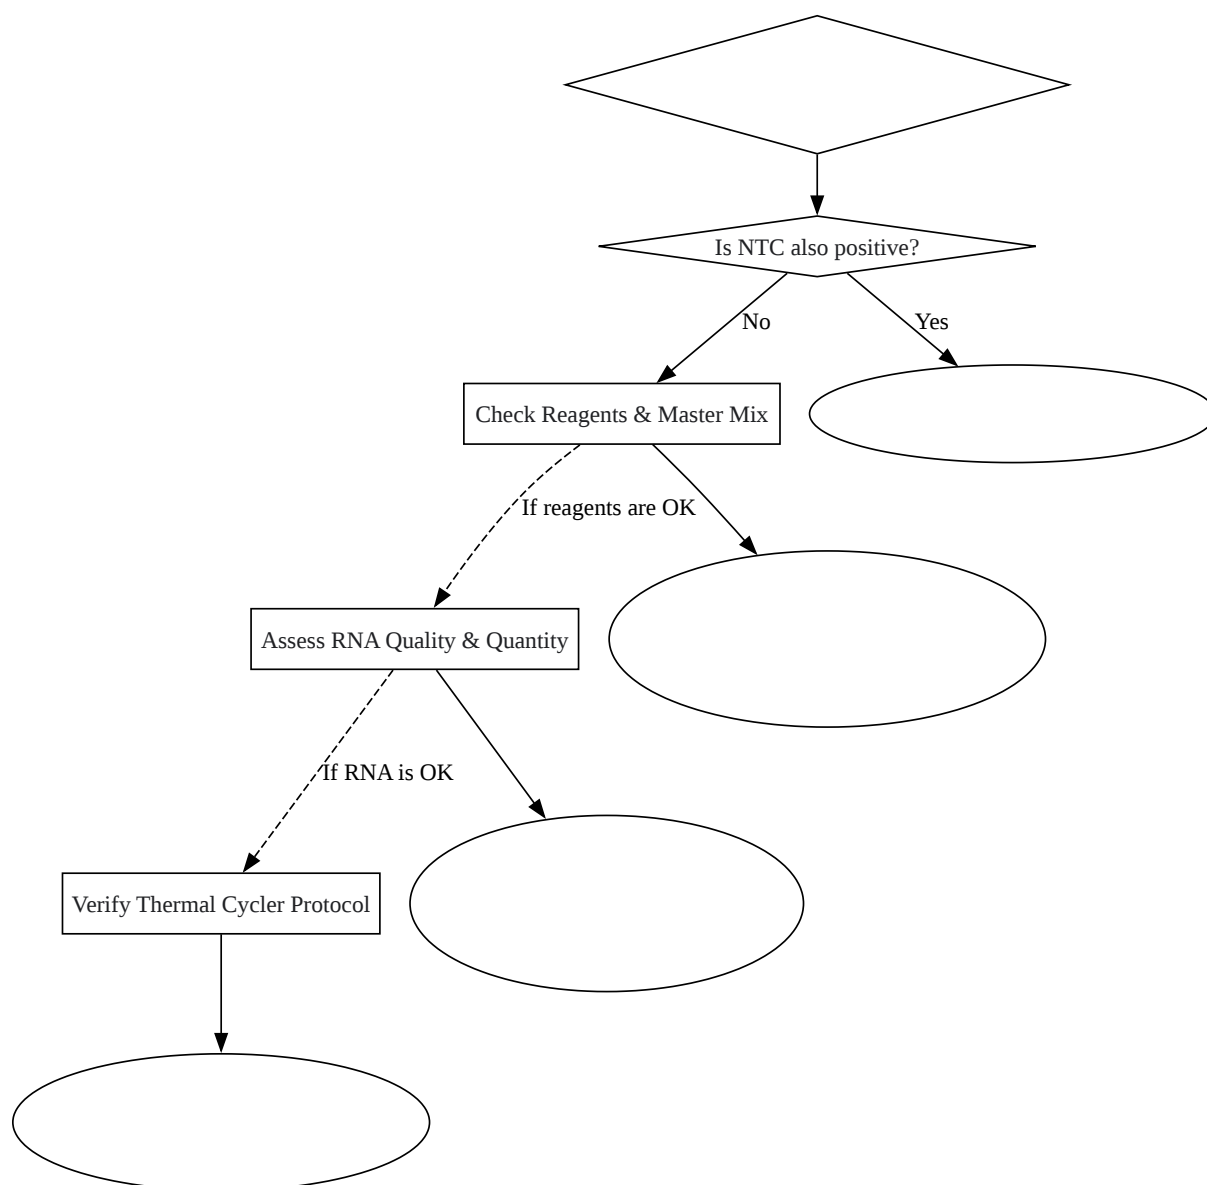 Is NTC also positive?
No
Yes
Check Reagents & Master Mix
If reagents are OK
Assess RNA Quality & Quantity
If RNA is OK
Verify Thermal Cycler Protocol